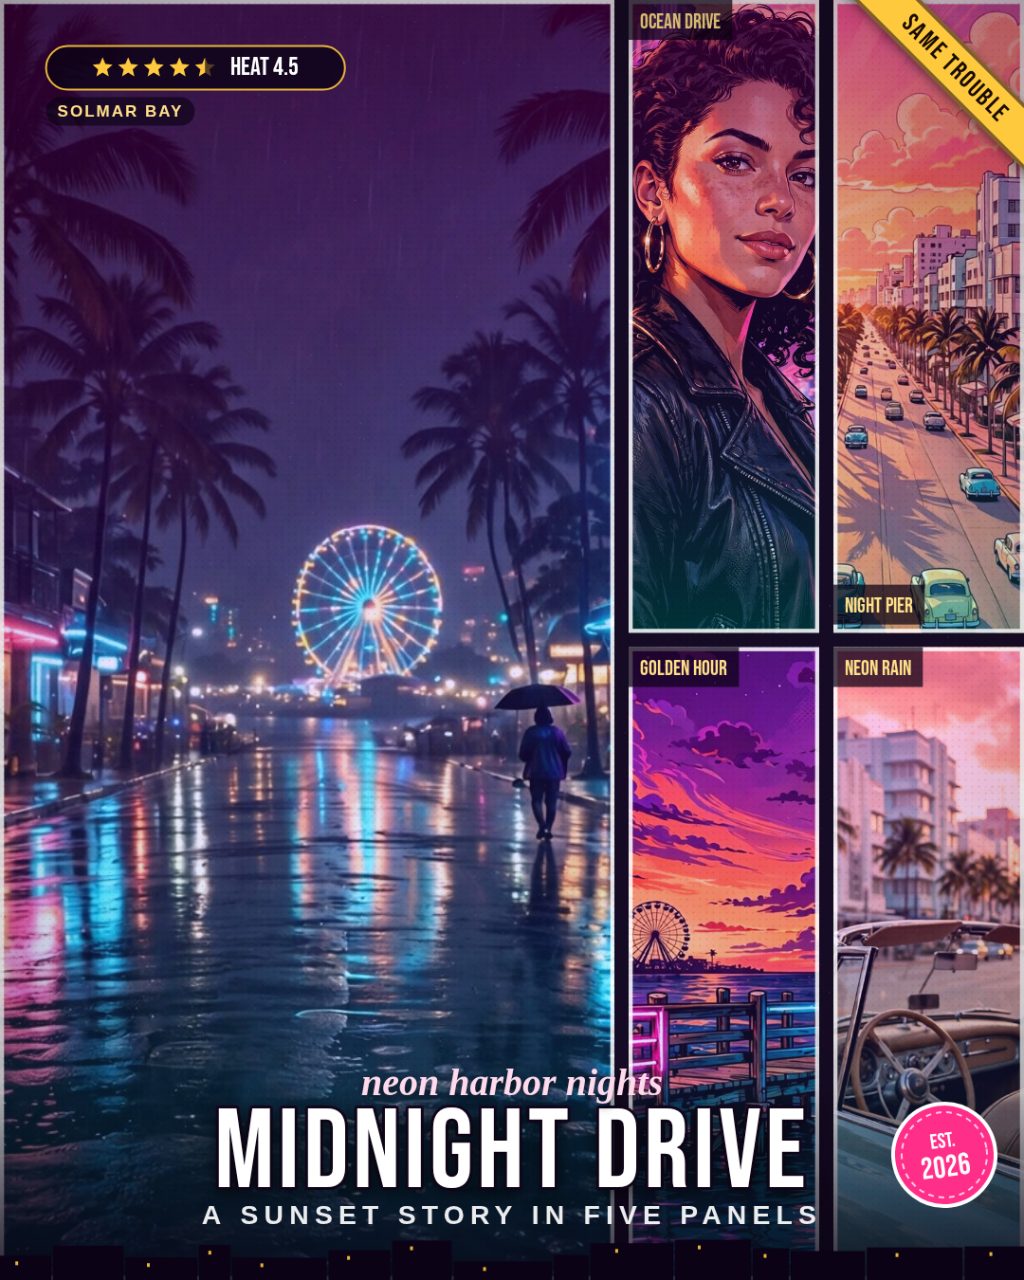 HEAT 4.5
SOLMAR BAY
OCEAN DRIVE
SAME TROUBLE
NIGHT PIER
GOLDEN HOUR
NEON RAIN
neon harbor nights
MIDNIGHT DRIVE
A SUNSET STORY IN FIVE PANELS
EST.
2026